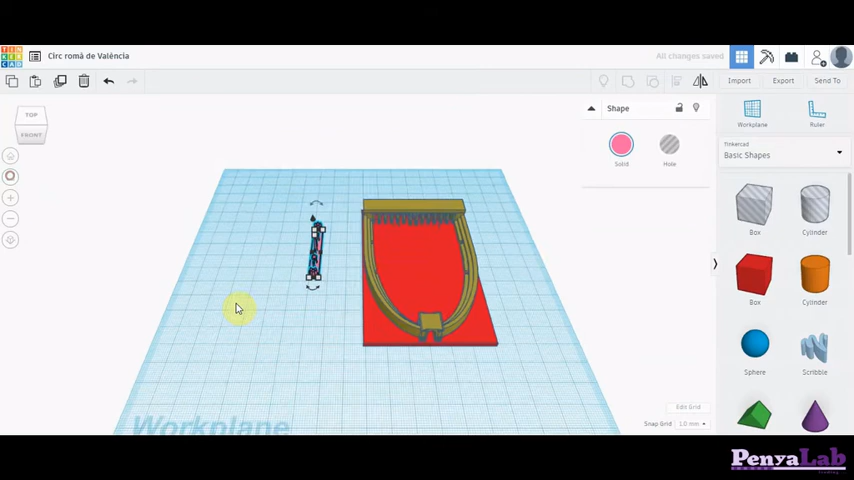 TIN
KER
CAD
Circ romà de València
All changes saved
Import
Export
Send To
TOP
FRONT
Shape
Solid
Hole
Workplane
Ruler
Tinkercad
Basic Shapes
Box
Cylinder
Box
Cylinder
Sphere
Scribble
Workplane
Edit Grid
Snap Grid 1.0 mm
PenyaLab